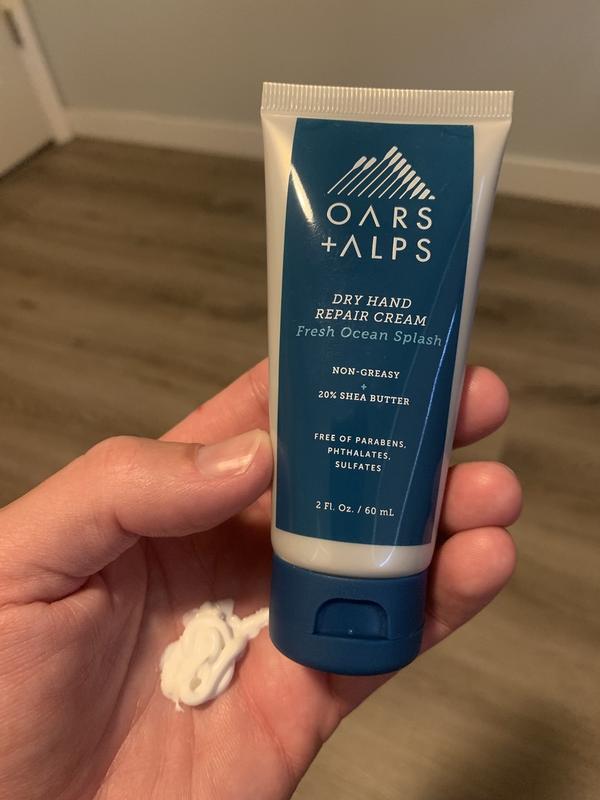 OARS
+ALPS
DRY HAND
REPAIR CREAM
Fresh Ocean Splash
NON-GREASY
+
20% SHEA BUTTER
FREE OF PARABENS,
PHTHALATES,
SULFATES
2 Fl. Oz. / 60 mL